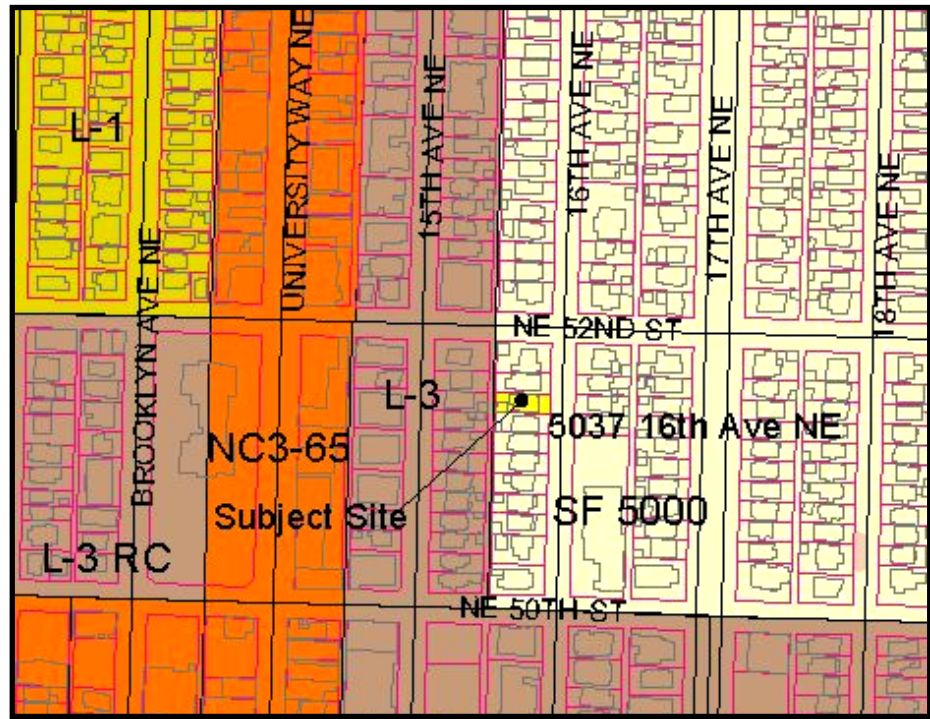 L-1
BROOKLYN AVE NE
UNIVERSITY WAY NE
15TH AVE NE
16TH AVE NE
17TH AVE NE
18TH AVE NE
NE 52ND ST
L-3
5037 16th Ave NE
NC3-65
Subject Site
SF 5000
L-3 RC
NE 50TH ST